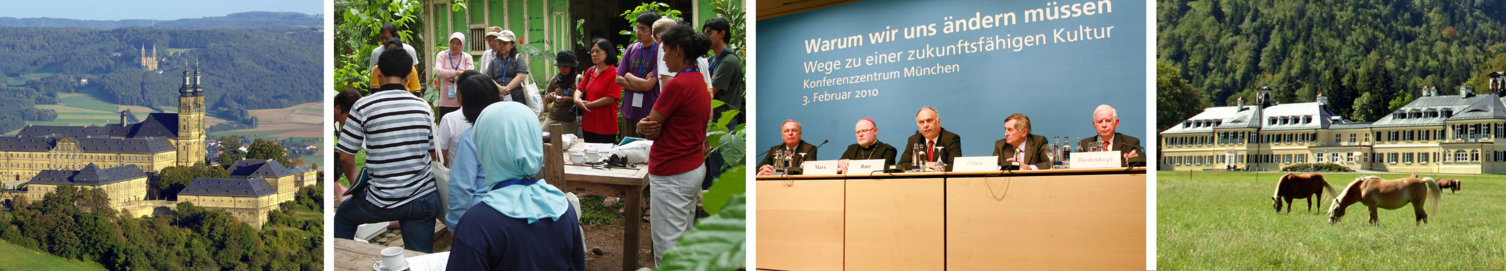 Warum wir uns ändern müssen
Wege zu einer zukunftsfähigen Kultur
Konferenzzentrum München
3. Februar 2010
Marx
Glück
Biedenkopf